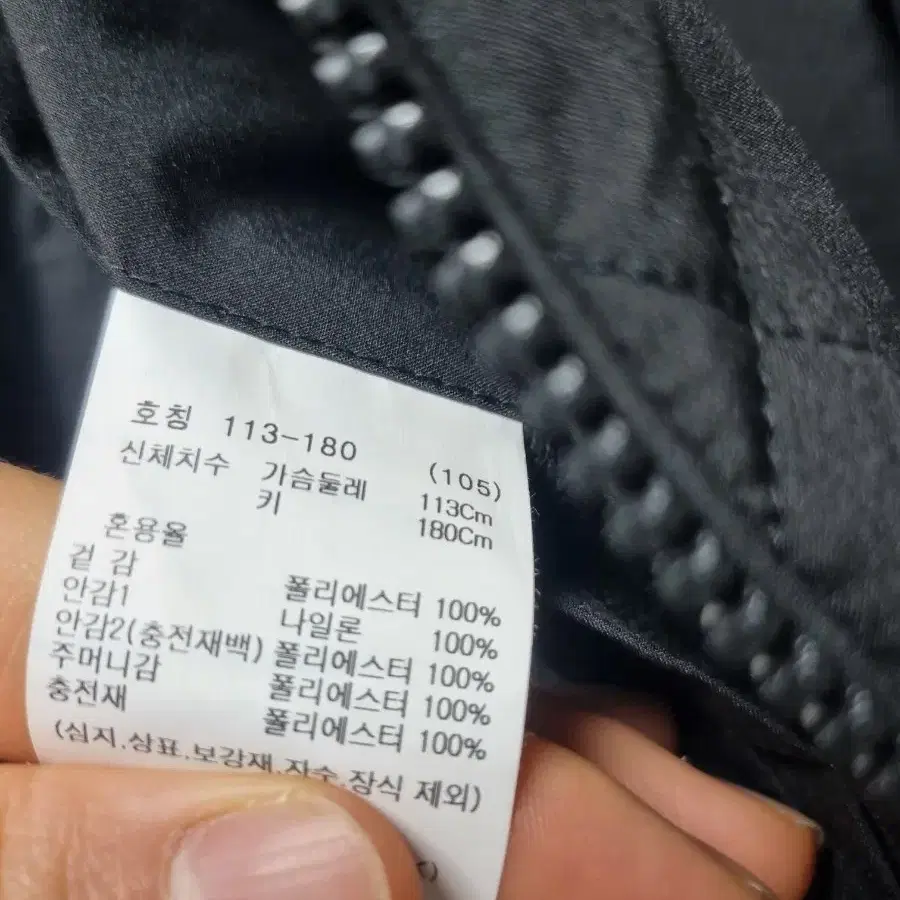 호칭 113-180 (105)
신체치수 가슴둘레 113Cm
키 180Cm
혼용율
겉 감 폴리에스터 100%
안감1 나일론 100%
안감2(충전재백) 폴리에스터 100%
주머니감 폴리에스터 100%
충전재 폴리에스터 100%
(심지.상표.보강재.자수.장식 제외)